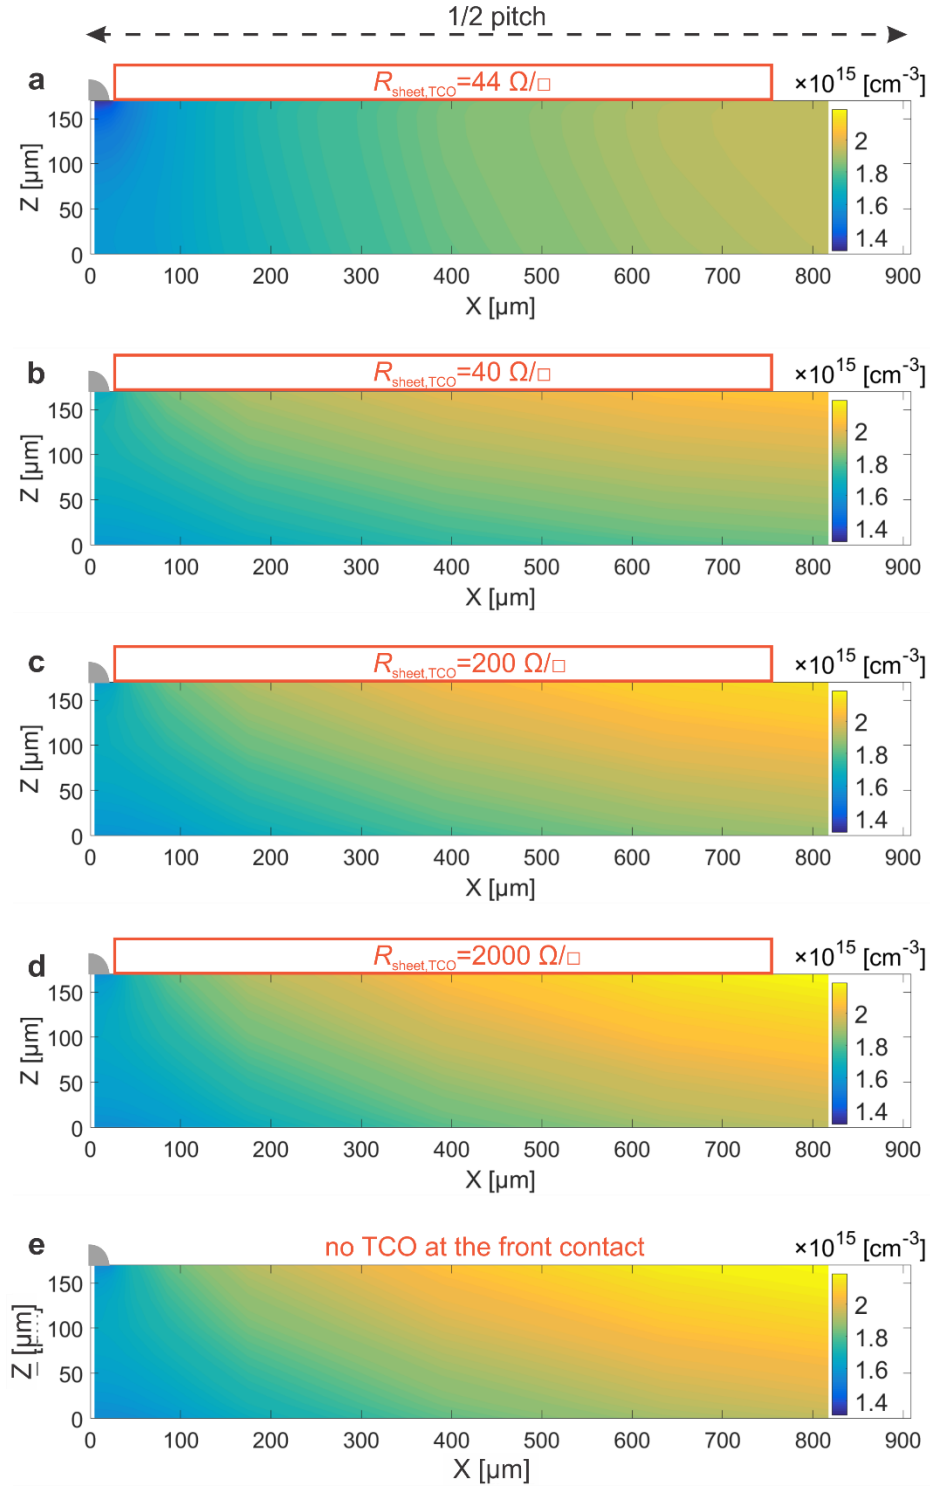 1/2 pitch
a
R sheet,TCO=44 Ω/□
×10^15 [cm-3]
Z [µm]
150
100
50
0
2
1.8
1.6
1.4
0 100 200 300 400 500 600 700 800 900
X [µm]
b
R sheet,TCO=40 Ω/□
×10^15 [cm-3]
Z [µm]
150
100
50
0
2
1.8
1.6
1.4
0 100 200 300 400 500 600 700 800 900
X [µm]
c
R sheet,TCO=200 Ω/□
×10^15 [cm-3]
Z [µm]
150
100
50
0
2
1.8
1.6
1.4
0 100 200 300 400 500 600 700 800 900
X [µm]
d
R sheet,TCO=2000 Ω/□
×10^15 [cm-3]
Z [µm]
150
100
50
0
2
1.8
1.6
1.4
0 100 200 300 400 500 600 700 800 900
X [µm]
e
no TCO at the front contact
×10^15 [cm-3]
Z [µm]
150
100
50
0
2
1.8
1.6
1.4
0 100 200 300 400 500 600 700 800 900
X [µm]